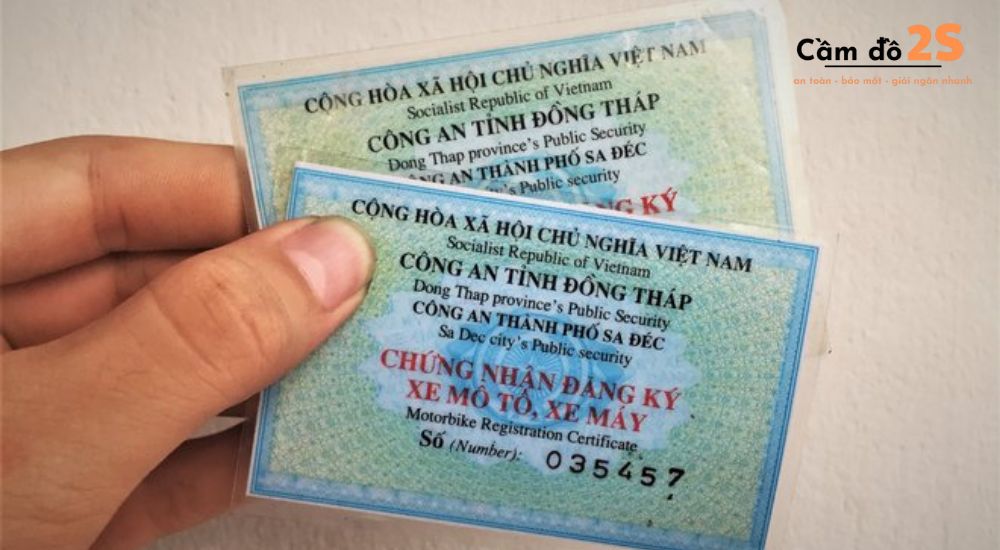 Cầm đồ 2S
an toàn - bảo mật - giải ngân nhanh
CỘNG HÒA XÃ HỘI CHỦ NGHĨA VIỆT NAM
Socialist Republic of Vietnam
CÔNG AN TỈNH ĐỒNG THÁP
Dong Thap province's Public Security
CÔNG AN THÀNH PHỐ SA ĐÉC
city's Public security
ĐĂNG KÝ
CỘNG HÒA XÃ HỘI CHỦ NGHĨA VIỆT NAM
Socialist Republic of Vietnam
CÔNG AN TỈNH ĐỒNG THÁP
Dong Thap province's Public Security
CÔNG AN THÀNH PHỐ SA ĐÉC
Sa Dec city's Public security
CHỨNG NHẬN ĐĂNG KÝ
XE MÔ TÔ, XE MÁY
Motorbike Registration Certificate
Số (Number): 035457